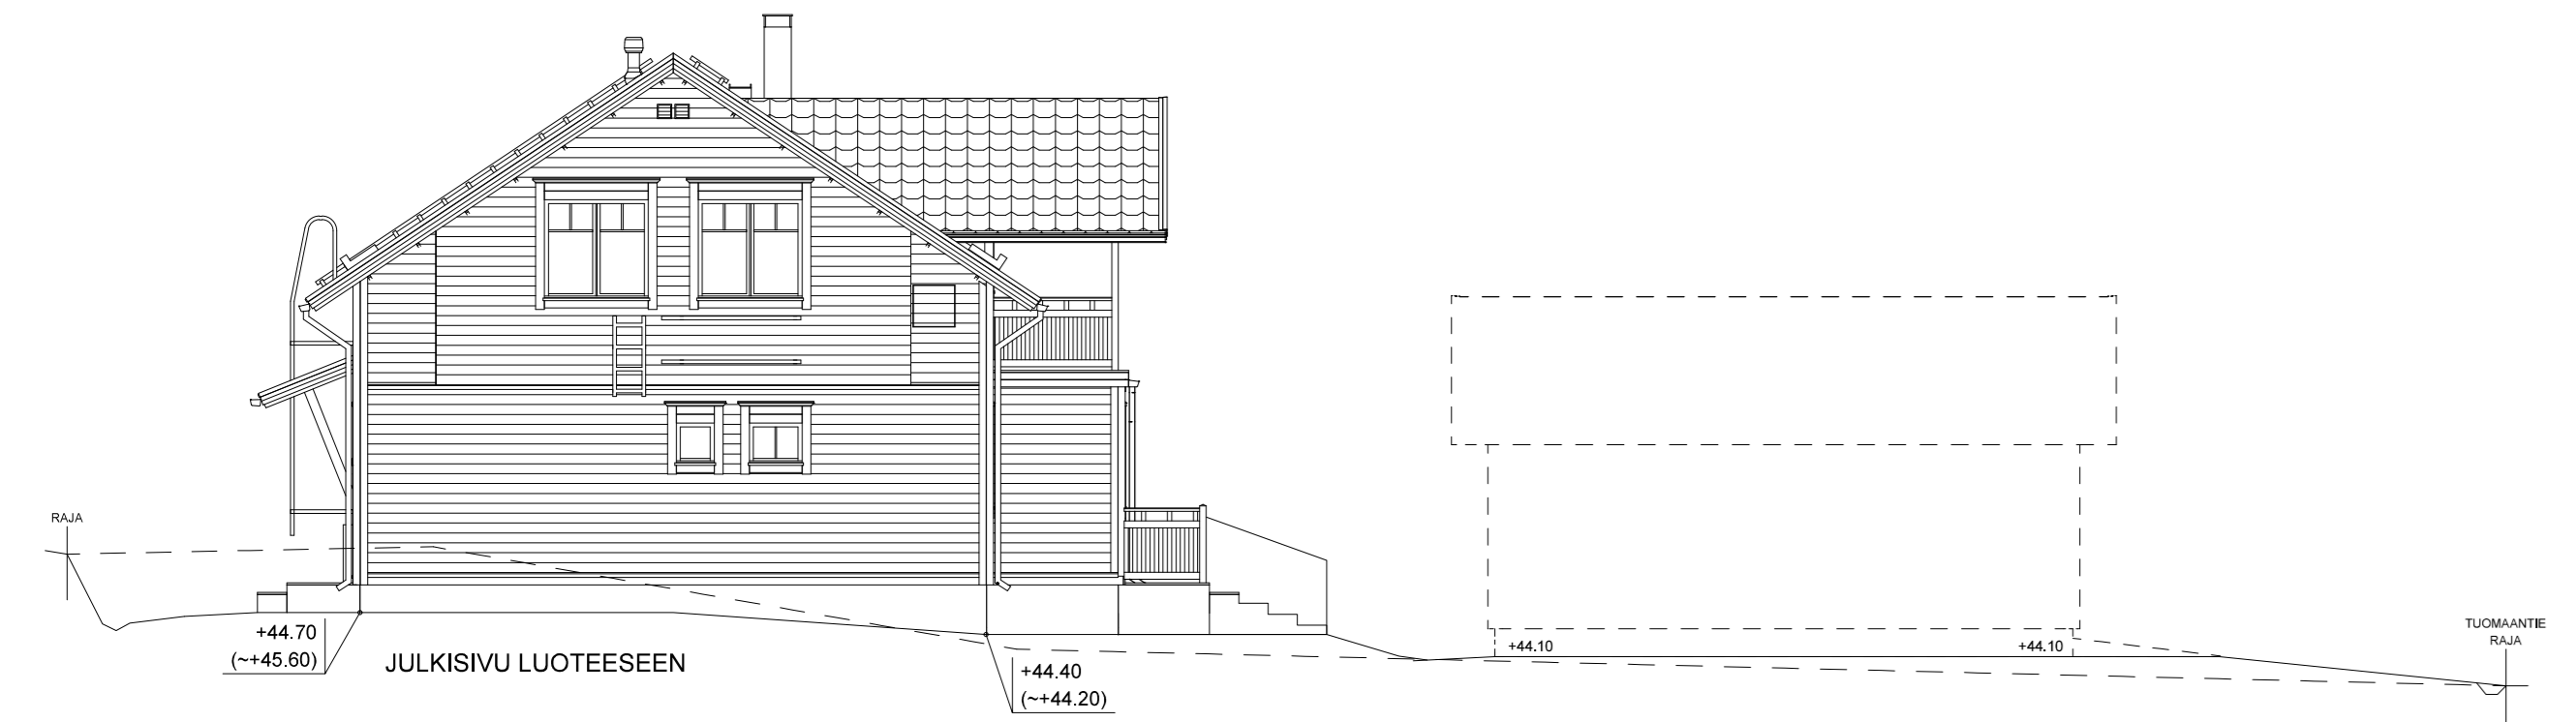 RAJA
+44.70
(~+45.60)
JULKISIVU LUOTEESEEN
+44.40
(~+44.20)
+44.10
+44.10
TUOMAANTIE
RAJA